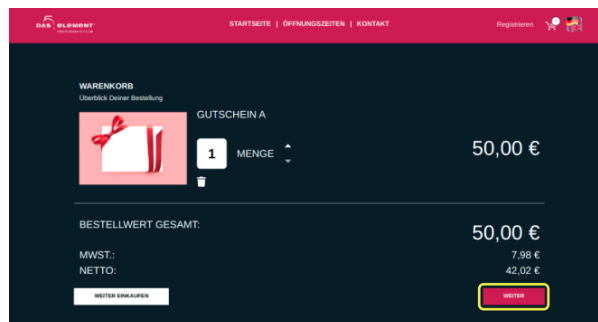 DAS ELEMENT
STARTSEITE | ÖFFNUNGSZEITEN | KONTAKT
Registrieren
WARENKORB
Überblick Deiner Bestellung
GUTSCHEIN A
1 MENGE
50,00 €
BESTELLWERT GESAMT:
50,00 €
MWST.:
7,98 €
NETTO:
42,02 €
WEITER EINKAUFEN
WEITER